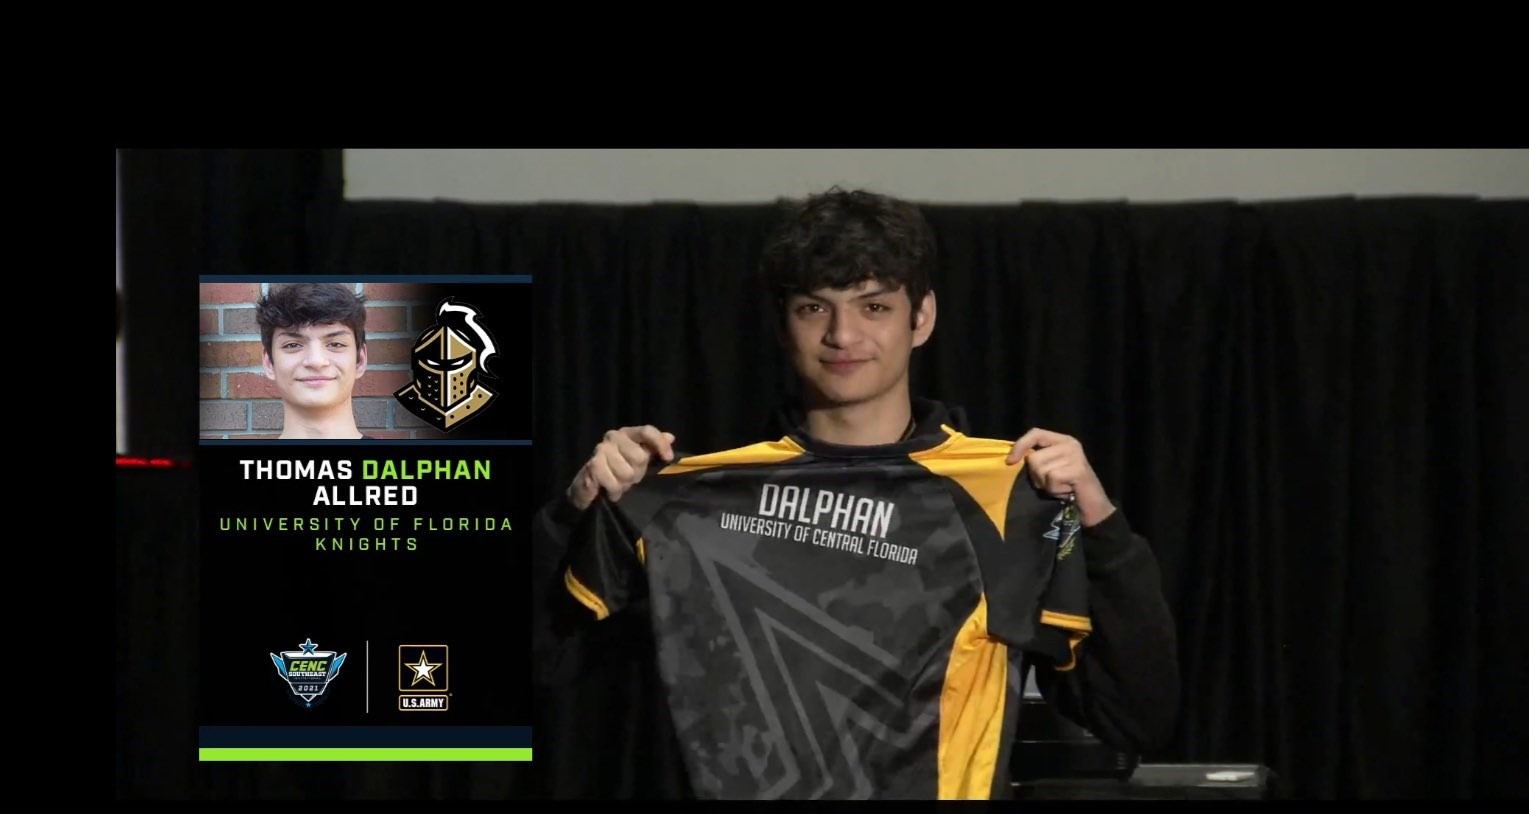 THOMAS DALPHAN
ALLRED
UNIVERSITY OF FLORIDA
KNIGHTS
CENC
SOUTHEAST
2021
U.S.ARMY
DALPHAN
UNIVERSITY OF CENTRAL FLORIDA